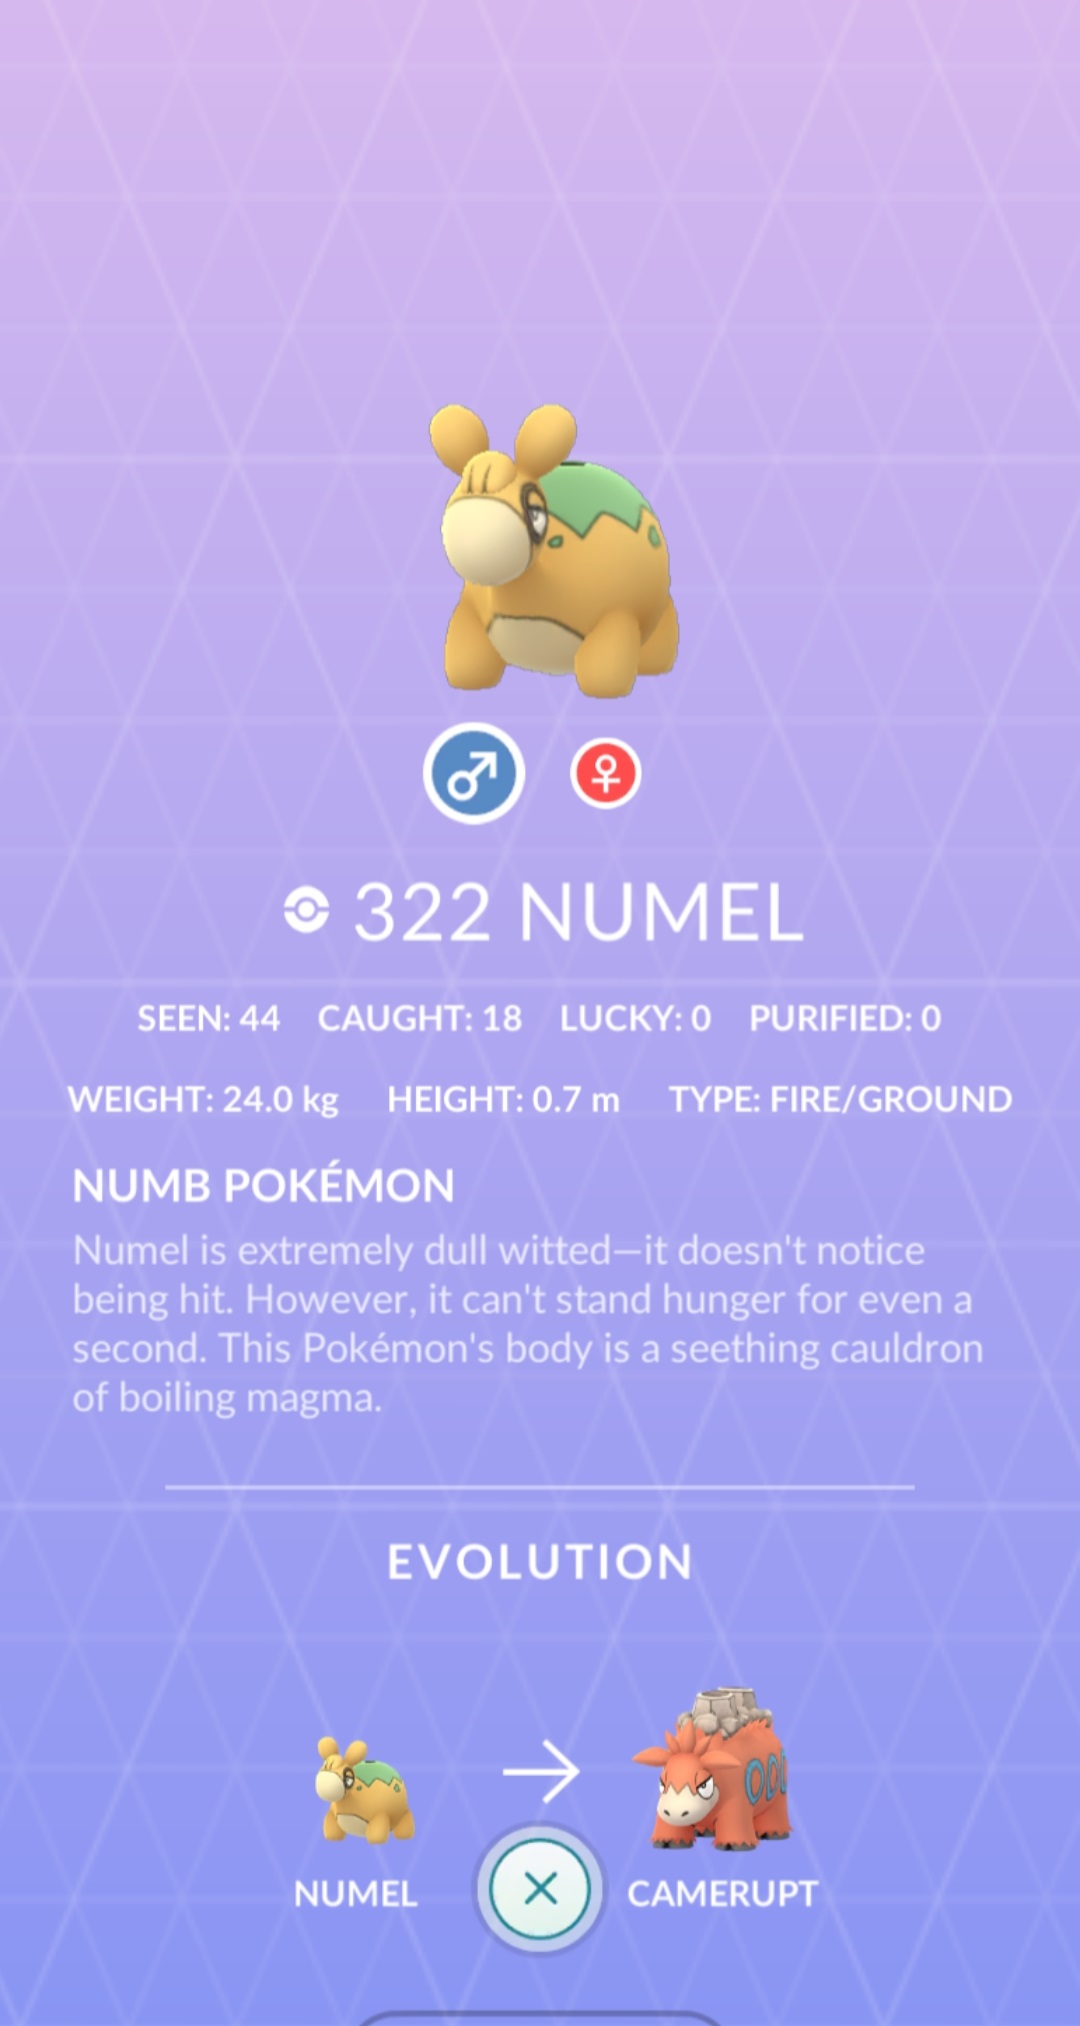 322 NUMEL
SEEN: 44 CAUGHT: 18 LUCKY: 0 PURIFIED: 0
WEIGHT: 24.0 kg HEIGHT: 0.7 m TYPE: FIRE/GROUND
NUMB POKÉMON
Numel is extremely dull witted—it doesn't notice
being hit. However, it can't stand hunger for even a
second. This Pokémon's body is a seething cauldron
of boiling magma.
EVOLUTION
NUMEL CAMERUPT